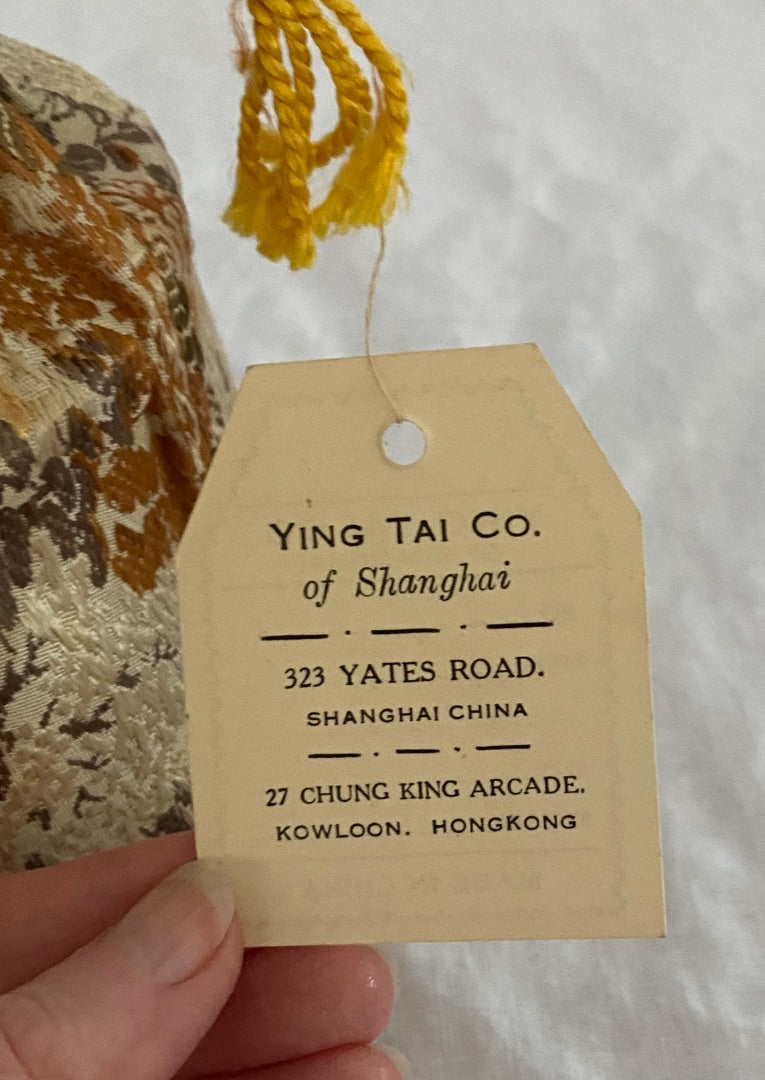 YING TAI CO.
of Shanghai
323 YATES ROAD.
SHANGHAI CHINA
27 CHUNG KING ARCADE.
KOWLOON. HONGKONG